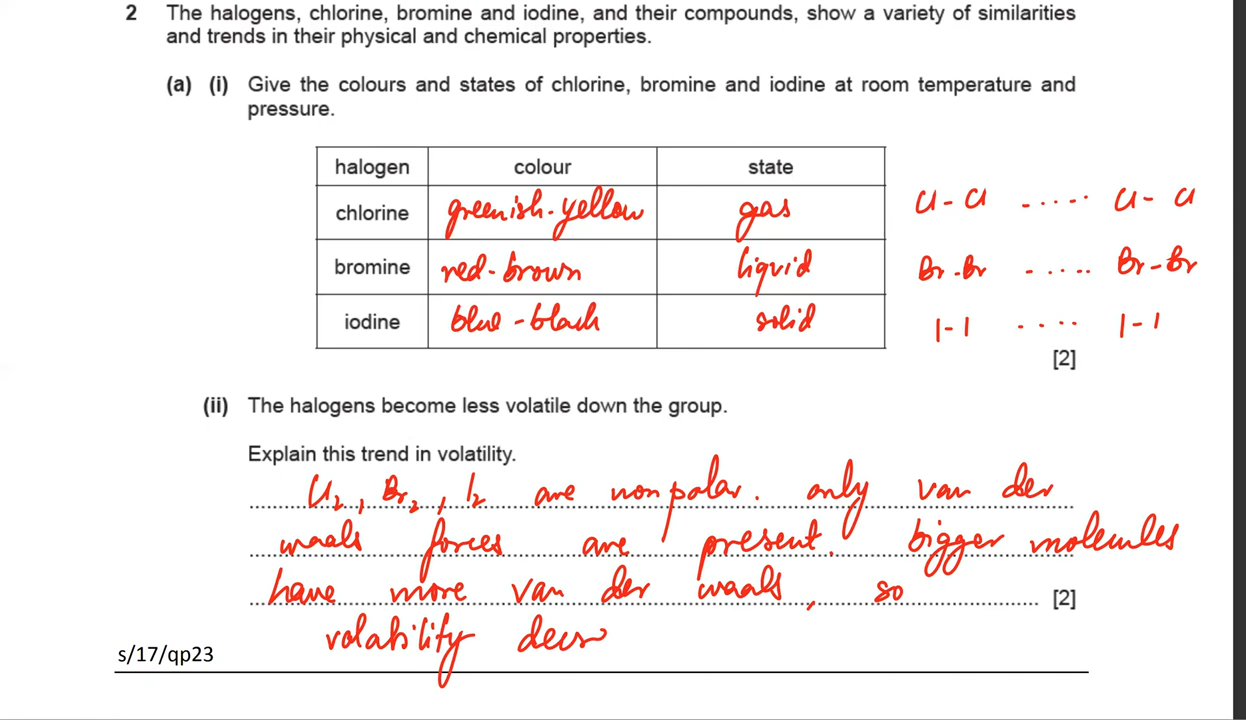 2 The halogens, chlorine, bromine and iodine, and their compounds, show a variety of similarities
and trends in their physical and chemical properties.
(a) (i) Give the colours and states of chlorine, bromine and iodine at room temperature and
pressure.
halogen colour state
chlorine greenish-yellow gas Cl - Cl ...... Cl - Cl
bromine red-brown liquid Br-Br ..... Br-Br
iodine blue-black solid I-I .... I-I
[2]
(ii) The halogens become less volatile down the group.
Explain this trend in volatility.
Cl2, Br2, I2 are nonpolar. only van der
waals forces are present. bigger molecules
have more van der waals, so [2]
volability decr
s/17/qp23